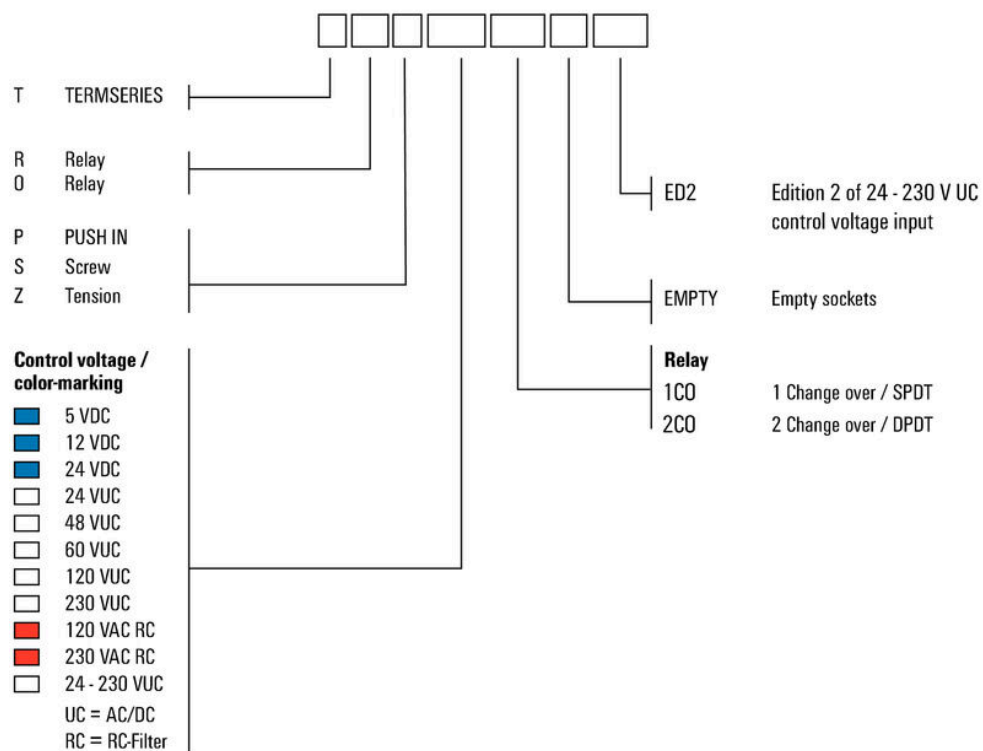 T TERMSERIES
R Relay
O Relay
P PUSH IN
S Screw
Z Tension
Control voltage /
color-marking
5 VDC
12 VDC
24 VDC
24 VUC
48 VUC
60 VUC
120 VUC
230 VUC
120 VAC RC
230 VAC RC
24 - 230 VUC
UC = AC/DC
RC = RC-Filter
ED2 Edition 2 of 24 - 230 V UC
control voltage input
EMPTY Empty sockets
Relay
1CO 1 Change over / SPDT
2CO 2 Change over / DPDT